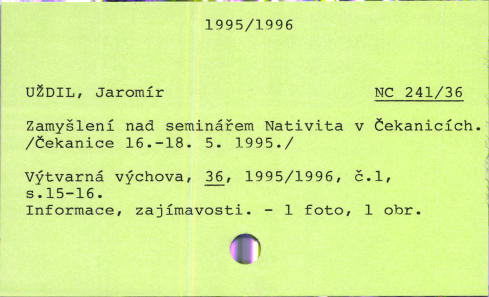 1995/1996
UŽDIL, Jaromír NC 241/36
Zamyšlení nad seminářem Nativita v Čekanicích.
/Čekanice 16.-18. 5. 1995./
Výtvarná výchova, 36, 1995/1996, č.1,
s.15-16.
Informace, zajímavosti. - 1 foto, 1 obr.